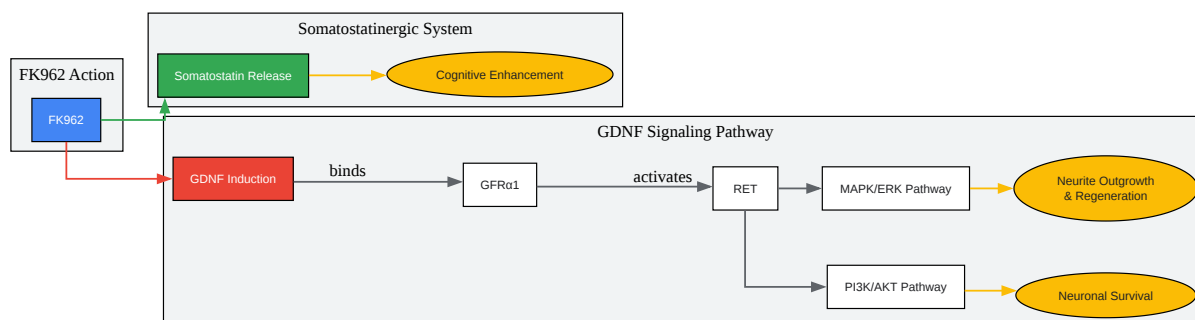 Somatostatinergic System
FK962 Action
Somatostatin Release
Cognitive Enhancement
FK962
GDNF Signaling Pathway
GDNF Induction
binds
GFRα1
activates
RET
MAPK/ERK Pathway
Neurite Outgrowth
& Regeneration
PI3K/AKT Pathway
Neuronal Survival